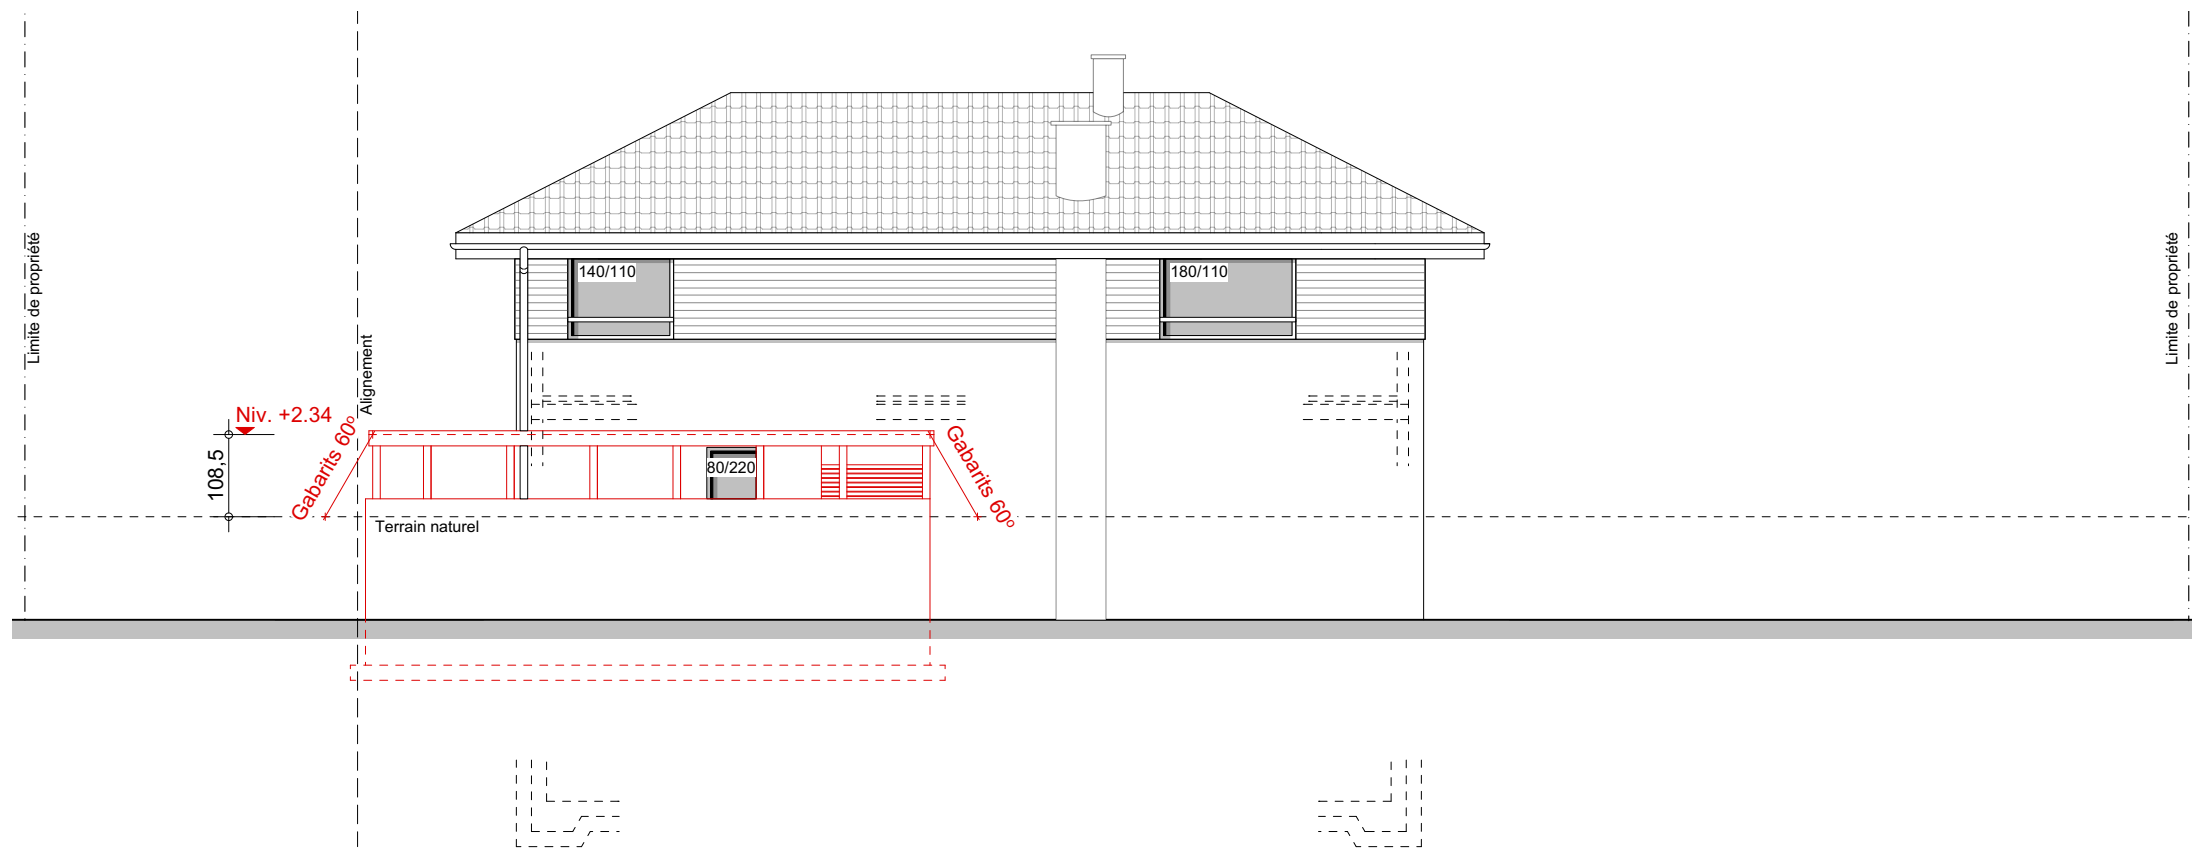 140/110
180/110
Limite de propriété
Limite de propriété
Alignement
Niv. +2.34
Gabarits 60°
Gabarits 60°
108,5
80/220
Terrain naturel